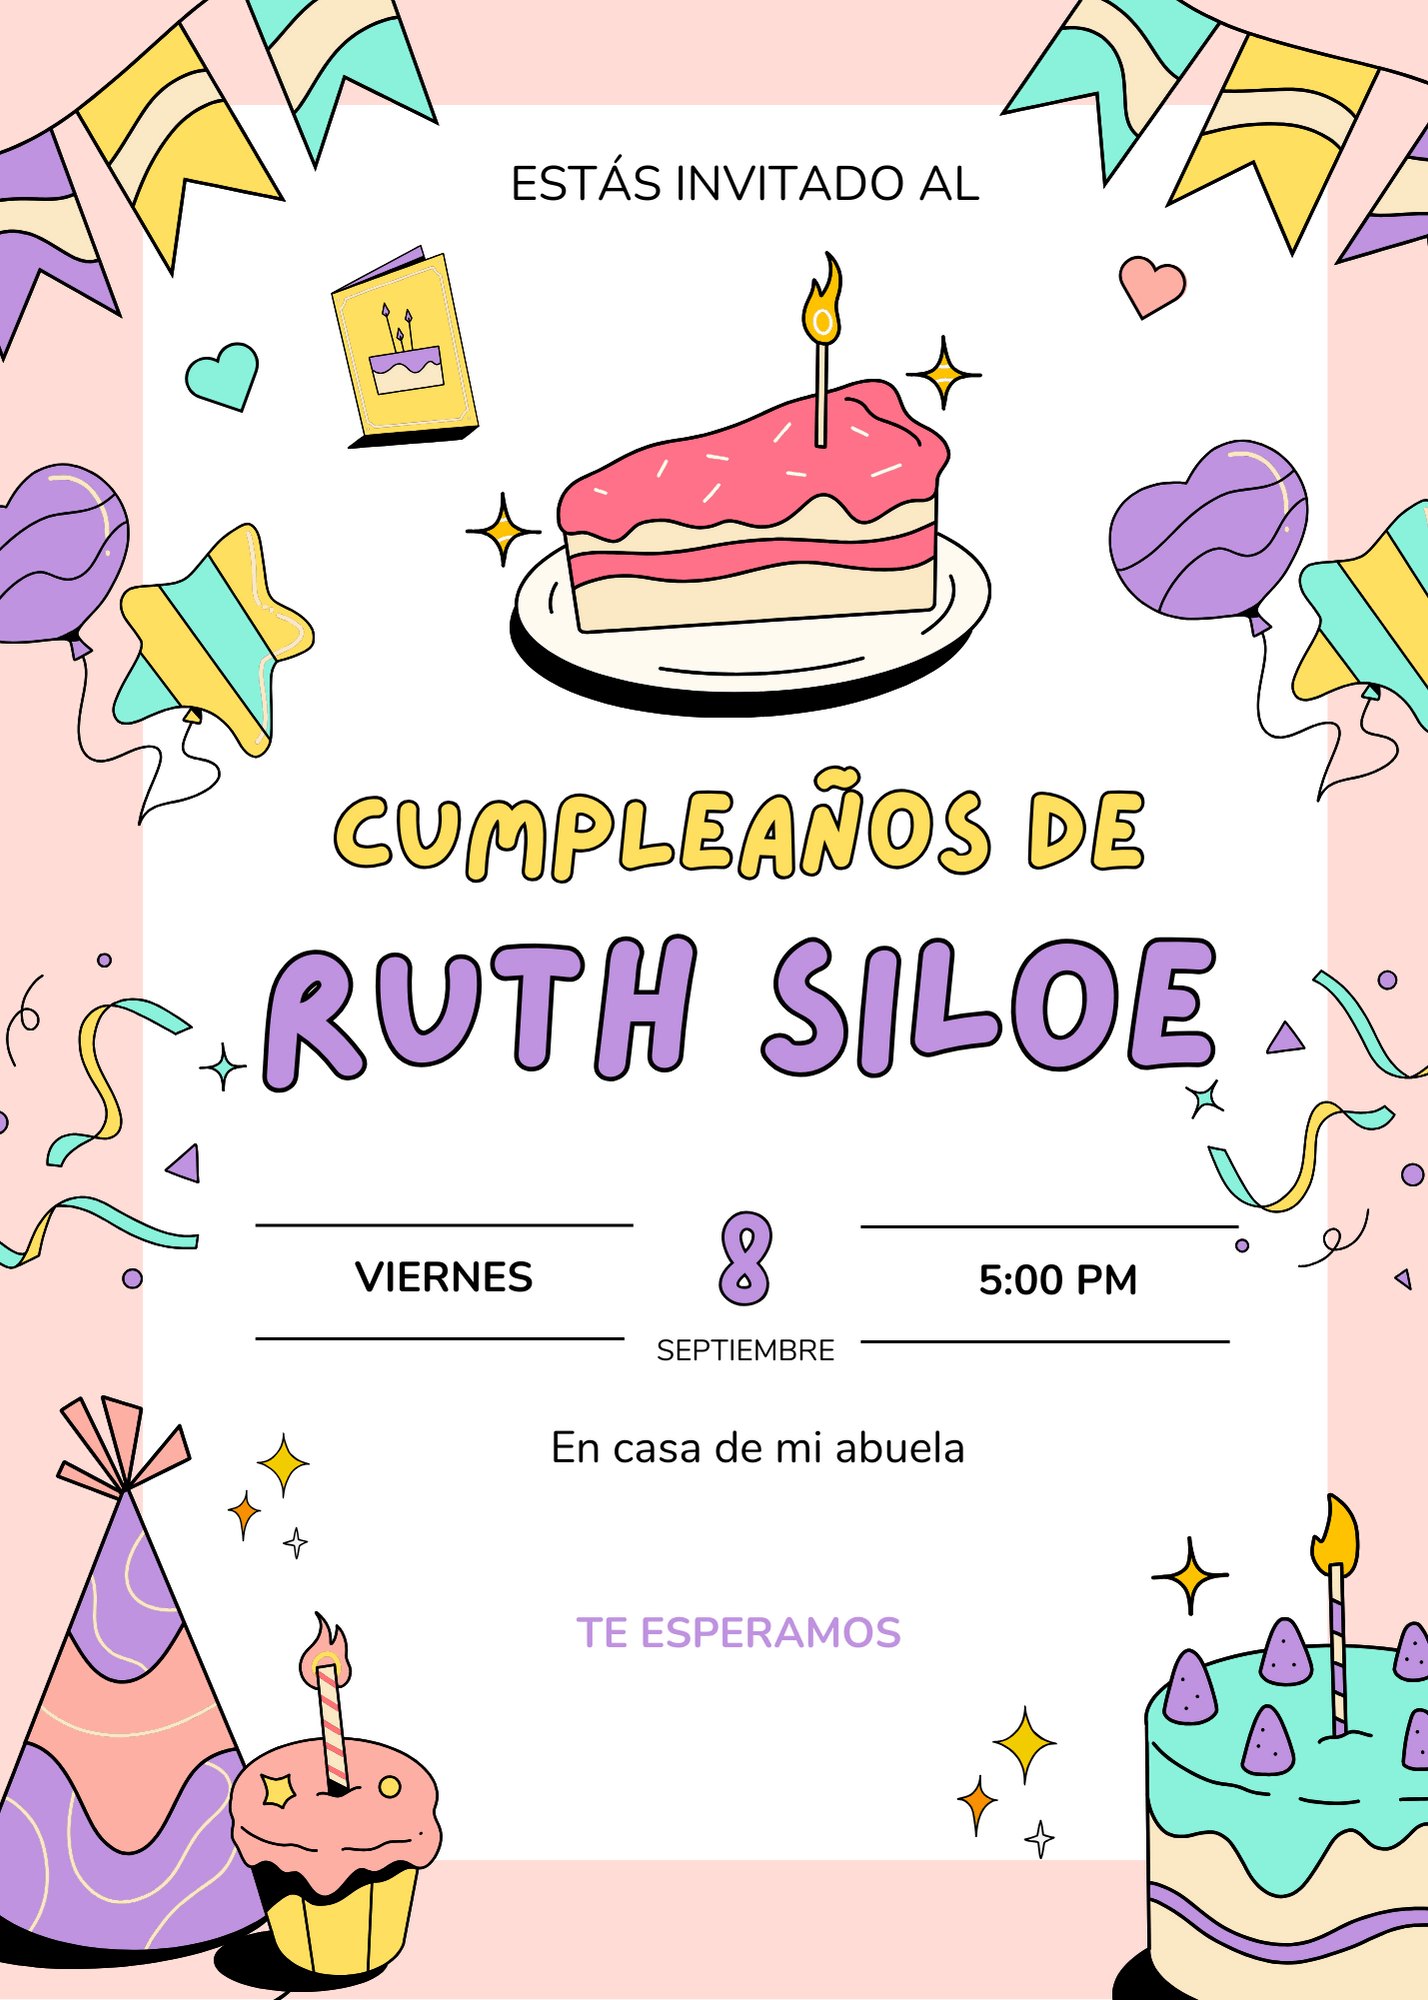 ESTÁS INVITADO AL
CUMPLEAÑOS DE
RUTH SILOE
VIERNES
8
SEPTIEMBRE
5:00 PM
En casa de mi abuela
TE ESPERAMOS